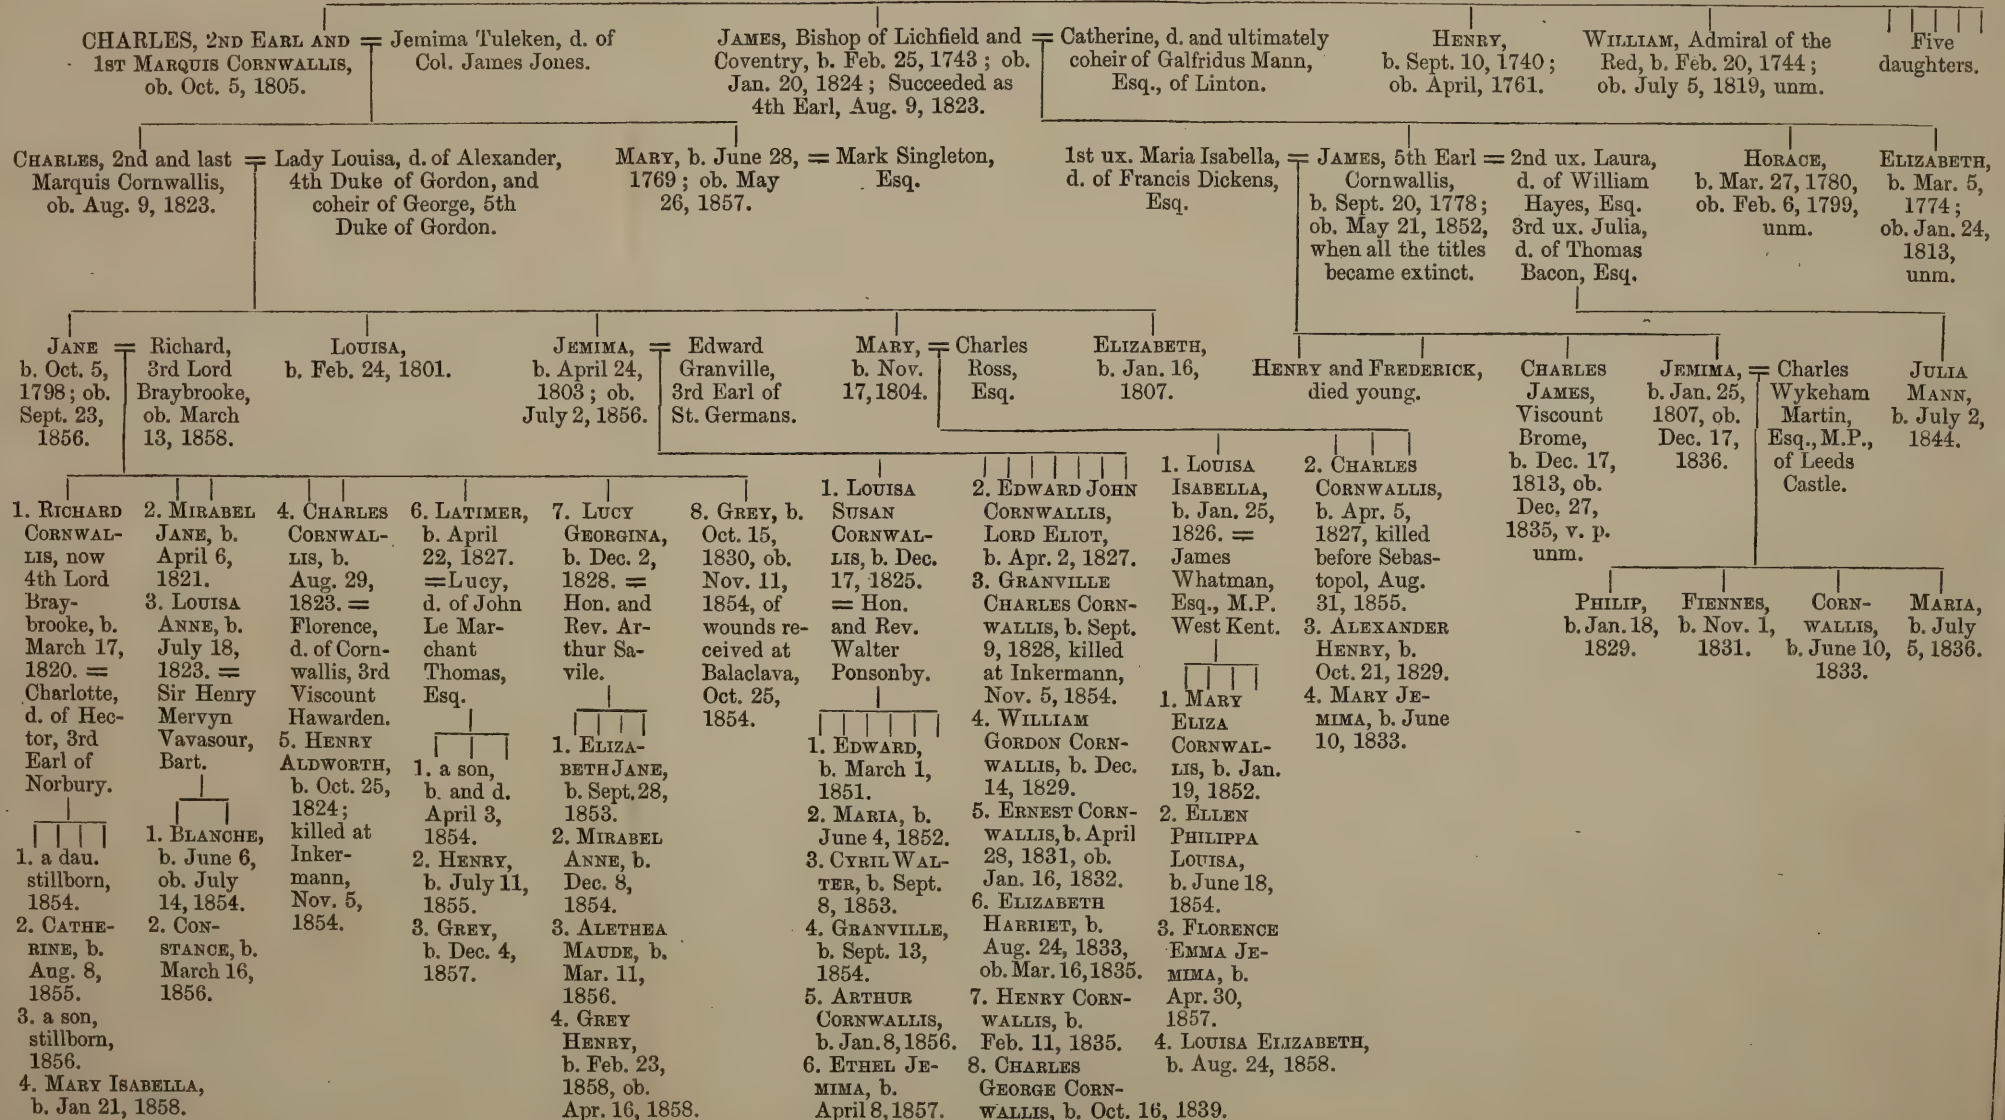 CHARLES, 2ND EARL AND = Jemima Tuleken, d. of
1ST MARQUIS CORNWALLIS, Col. James Jones.
ob. Oct. 5, 1805.
JAMES, Bishop of Lichfield and = Catherine, d. and ultimately
Coventry, b. Feb. 25, 1743; ob. coheir of Galfridus Mann,
Jan. 20, 1824; Succeeded as Esq., of Linton.
4th Earl, Aug. 9, 1823.
HENRY,
b. Sept. 10, 1740;
ob. April, 1761.
WILLIAM, Admiral of the
Red, b. Feb. 20, 1744;
ob. July 5, 1819, unm.
Five
daughters.
CHARLES, 2nd and last = Lady Louisa, d. of Alexander,
Marquis Cornwallis, 4th Duke of Gordon, and
ob. Aug. 9, 1823. coheir of George, 5th
Duke of Gordon.
MARY, b. June 28, = Mark Singleton,
1769; ob. May Esq.
26, 1857.
1st ux. Maria Isabella, = JAMES, 5th Earl = 2nd ux. Laura,
d. of Francis Dickens, Cornwallis, d. of William
Esq. b. Sept. 20, 1778; Hayes, Esq.
ob. May 21, 1852, 3rd ux. Julia,
when all the titles d. of Thomas
became extinct. Bacon, Esq.
HORACE,
b. Mar. 27, 1780,
ob. Feb. 6, 1799,
unm.
ELIZABETH,
b. Mar. 5,
1774;
ob. Jan. 24,
1813,
unm.
JANE = Richard,
b. Oct. 5, 3rd Lord
1798; ob. Braybrooke,
Sept. 23, ob. March
1856. 13, 1858.
LOUISA,
b. Feb. 24, 1801.
JEMIMA, = Edward
b. April 24, Granville,
1803; ob. 3rd Earl of
July 2, 1856. St. Germans.
MARY, = Charles
b. Nov. Ross,
17, 1804. Esq.
ELIZABETH,
b. Jan. 16,
1807.
HENRY and FREDERICK,
died young.
CHARLES
JAMES,
Viscount
Brome,
b. Dec. 17,
1813, ob.
Dec. 27,
1835, v. p.
unm.
JEMIMA, = Charles
b. Jan. 25, Wykeham
1807, ob. Martin,
Dec. 17, Esq., M.P.,
1836. of Leeds
Castle.
JULIA
MANN,
b. July 2,
1844.
1. RICHARD
CORNWAL-
LIS, now
4th Lord
Bray-
brooke, b.
March 17,
1820. =
Charlotte,
d. of Hec-
tor, 3rd
Earl of
Norbury.
1. a dau.
stillborn,
1854.
2. CATHE-
RINE, b.
Aug. 8,
1855.
3. a son,
stillborn,
1856.
4. MARY ISABELLA,
b. Jan 21, 1858.
2. MIRABEL
JANE, b.
April 6,
1821.
3. LOUISA
ANNE, b.
July 18,
1823. =
Sir Henry
Mervyn
Vavasour,
Bart.
1. BLANCHE,
b. June 6,
ob. July
14, 1854.
2. CON-
STANCE, b.
March 16,
1856.
4. CHARLES
CORNWAL-
LIS, b.
Aug. 29,
1823. =
Florence,
d. of Corn-
wallis, 3rd
Viscount
Hawarden.
5. HENRY
ALDWORTH,
b. Oct. 25,
1824;
killed at
Inker-
mann,
Nov. 5,
1854.
6. LATIMER,
b. April
22, 1827.
=Lucy,
d. of John
Le Mar-
chant
Thomas,
Esq.
1. a son,
b. and d.
April 3,
1854.
2. HENRY,
b. July 11,
1855.
3. GREY,
b. Dec. 4,
1857.
7. LUCY
GEORGINA,
b. Dec. 2,
1828. =
Hon. and
Rev. Ar-
thur Sa-
vile.
1. ELIZA-
BETH JANE,
b. Sept. 28,
1853.
2. MIRABEL
ANNE, b.
Dec. 8,
1854.
3. ALETHEA
MAUDE, b.
Mar. 11,
1856.
4. GREY
HENRY,
b. Feb. 23,
1858, ob.
Apr. 16, 1858.
8. GREY, b.
Oct. 15,
1830, ob.
Nov. 11,
1854, of
wounds re-
ceived at
Balaclava,
Oct. 25,
1854.
1. LOUISA
SUSAN
CORNWAL-
LIS, b. Dec.
17, 1825.
= Hon.
and Rev.
Walter
Ponsonby.
1. EDWARD,
b. March 1,
1851.
2. MARIA, b.
June 4, 1852.
3. CYRIL WAL-
TER, b. Sept.
8, 1853.
4. GRANVILLE,
b. Sept. 13,
1854.
5. ARTHUR
CORNWALLIS,
b. Jan. 8, 1856.
6. ETHEL JE-
MIMA, b.
April 8, 1857.
2. EDWARD JOHN
CORNWALLIS,
LORD ELIOT,
b. Apr. 2, 1827.
3. GRANVILLE
CHARLES CORN-
WALLIS, b. Sept.
9, 1828, killed
at Inkermann,
Nov. 5, 1854.
4. WILLIAM
GORDON CORN-
WALLIS, b. Dec.
14, 1829.
5. ERNEST CORN-
WALLIS, b. April
28, 1831, ob.
Jan. 16, 1832.
6. ELIZABETH
HARRIET, b.
Aug. 24, 1833,
ob. Mar. 16, 1835.
7. HENRY CORN-
WALLIS, b.
Feb. 11, 1835.
8. CHARLES
GEORGE CORN-
WALLIS, b. Oct. 16, 1839.
1. LOUISA
ISABELLA,
b. Jan. 25,
1826. =
James
Whatman,
Esq., M.P.
West Kent.
1. MARY
ELIZA
CORNWAL-
LIS, b. Jan.
19, 1852.
2. ELLEN
PHILIPPA
LOUISA,
b. June 18,
1854.
3. FLORENCE
EMMA JE-
MIMA, b.
Apr. 30,
1857.
4. LOUISA ELIZABETH,
b. Aug. 24, 1858.
2. CHARLES
CORNWALLIS,
b. Apr. 5,
1827, killed
before Sebas-
topol, Aug.
31, 1855.
3. ALEXANDER
HENRY, b.
Oct. 21, 1829.
4. MARY JE-
MIMA, b. June
10, 1833.
PHILIP,
b. Jan. 18,
1829.
FIENNES,
b. Nov. 1,
1831.
CORN-
WALLIS,
b. June 10,
1833.
MARIA,
b. July
5, 1836.